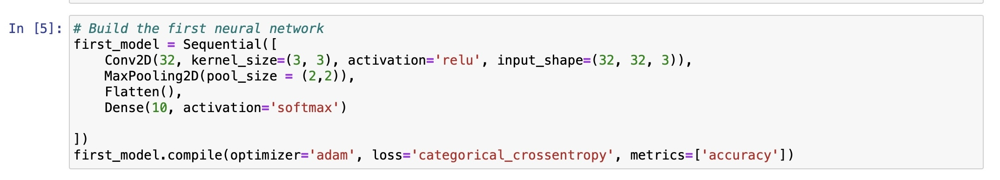 In [5]: # Build the first neural network
first_model = Sequential([
    Conv2D(32, kernel_size=(3, 3), activation='relu', input_shape=(32, 32, 3)),
    MaxPooling2D(pool_size = (2,2)),
    Flatten(),
    Dense(10, activation='softmax')
])
first_model.compile(optimizer='adam', loss='categorical_crossentropy', metrics=['accuracy'])